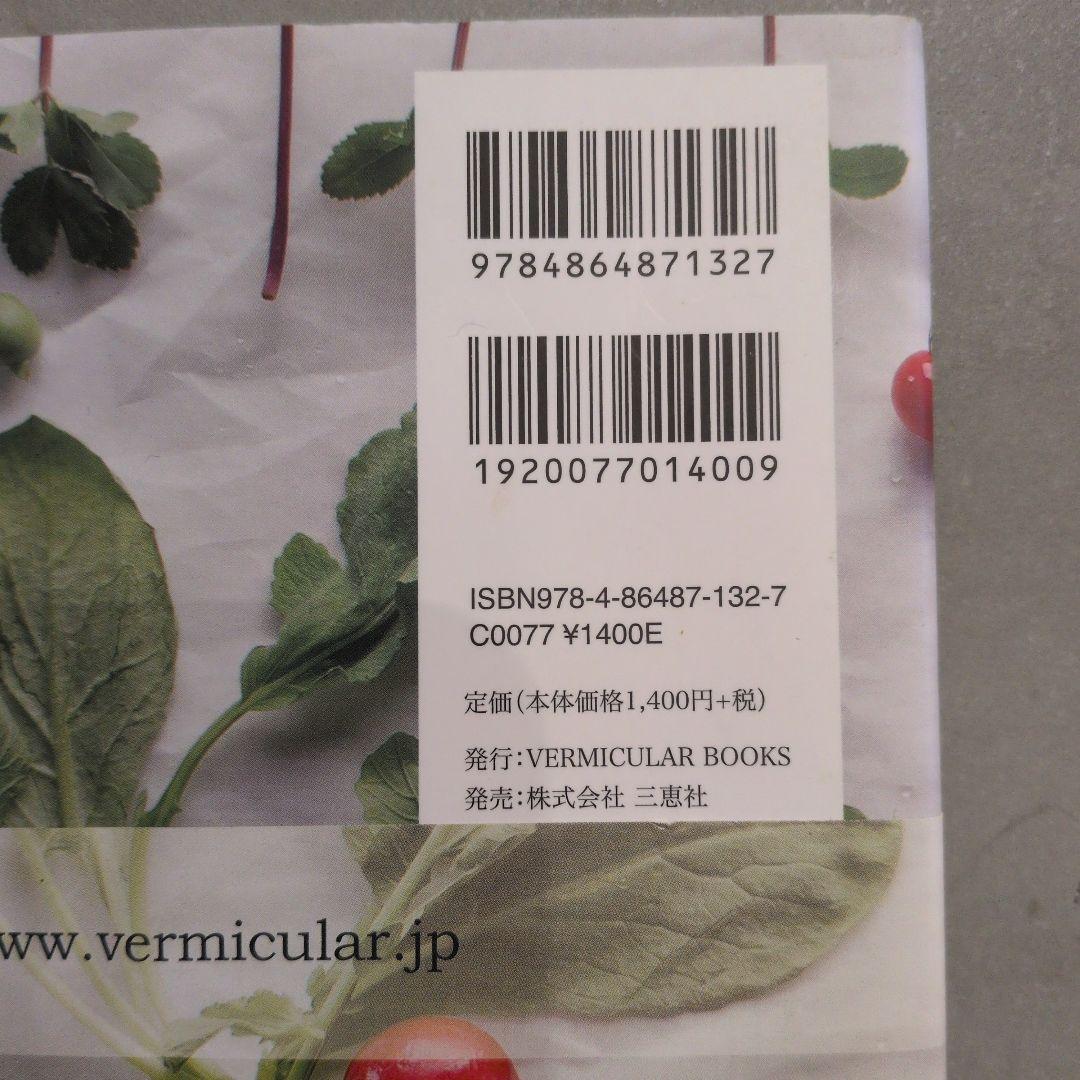 9784864871327
1920077014009
ISBN978-4-86487-132-7
C0077 ¥1400E
定価(本体価格1,400円+税)
発行:VERMICULAR BOOKS
発売:株式会社 三恵社
ww.vermicular.jp